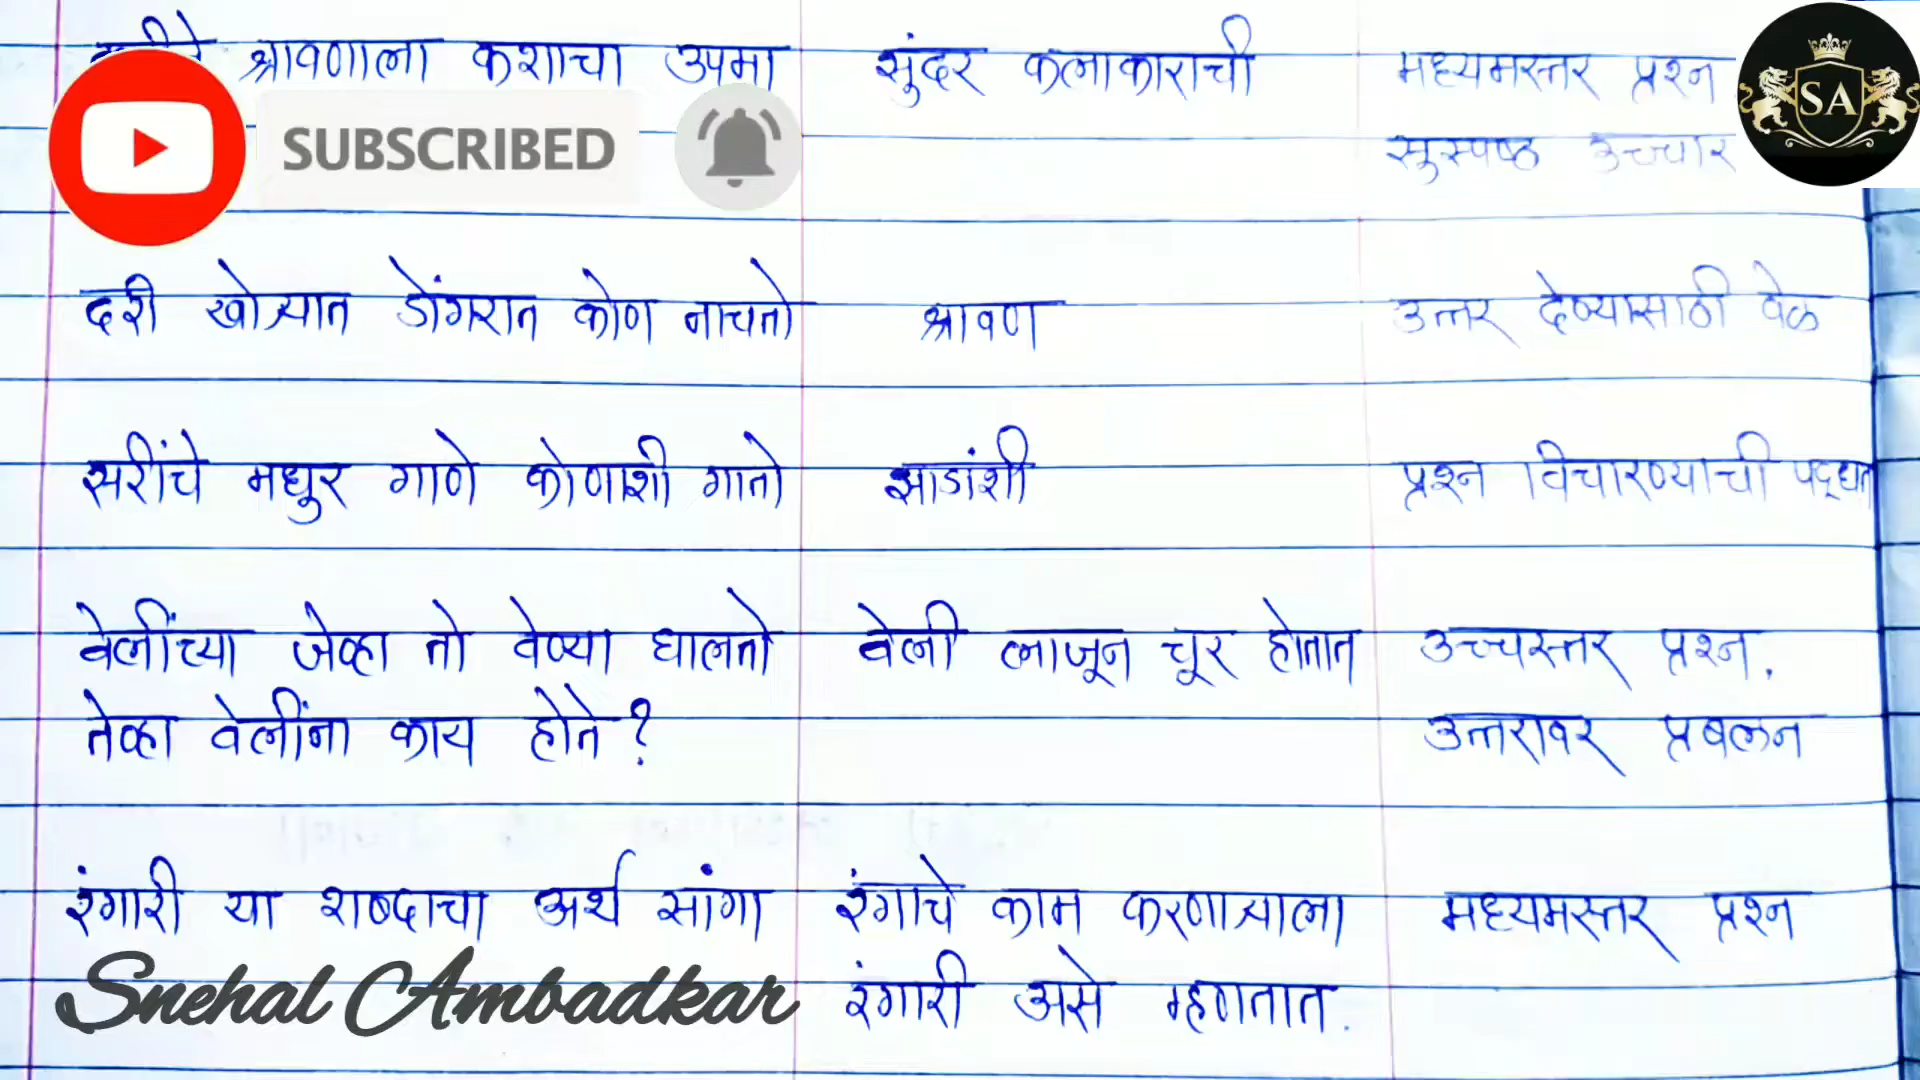 श्रावणाला कशाचा उपमा सुंदर कलाकाराची मध्यमस्तर प्रश्न
SA
SUBSCRIBED
सुस्पष्ठ उच्चार
दरी खोऱ्यात डोंगरात कोण नाचतो श्रावण उत्तर देण्यासाठी वेळ
सरींचे मधुर गाणे कोणाशी गातो झाडांशी प्रश्न विचारण्याची पद्धत
वेलींच्या जेव्हा तो वेण्या घालतो वेली लाजून चूर होतात उच्चस्तर प्रश्न.
तेव्हा वेलींना काय होते? उत्तरावर प्रबलन
रंगारी या शब्दाचा अर्थ सांगा रंगाचे काम करणाऱ्याला मध्यमस्तर प्रश्न
Snehal Ambadkar
रंगारी असे म्हणतात.